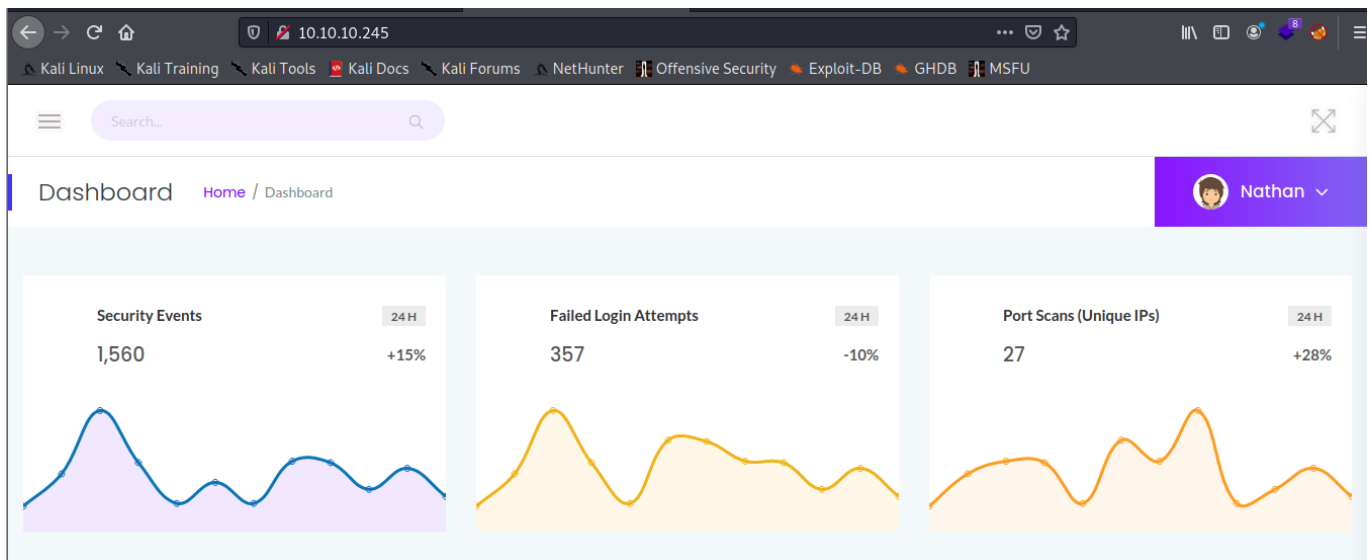 10.10.10.245
8
Kali Linux Kali Training Kali Tools Kali Docs Kali Forums NetHunter Offensive Security Exploit-DB GHDB MSFU
Search...
Dashboard Home / Dashboard Nathan
Security Events 24 H
1,560 +15%
Failed Login Attempts 24 H
357 -10%
Port Scans (Unique IPs) 24 H
27 +28%